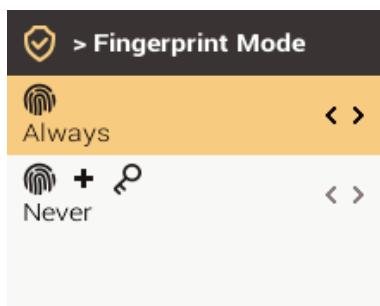 > Fingerprint Mode
Always
< >
+
Never
< >